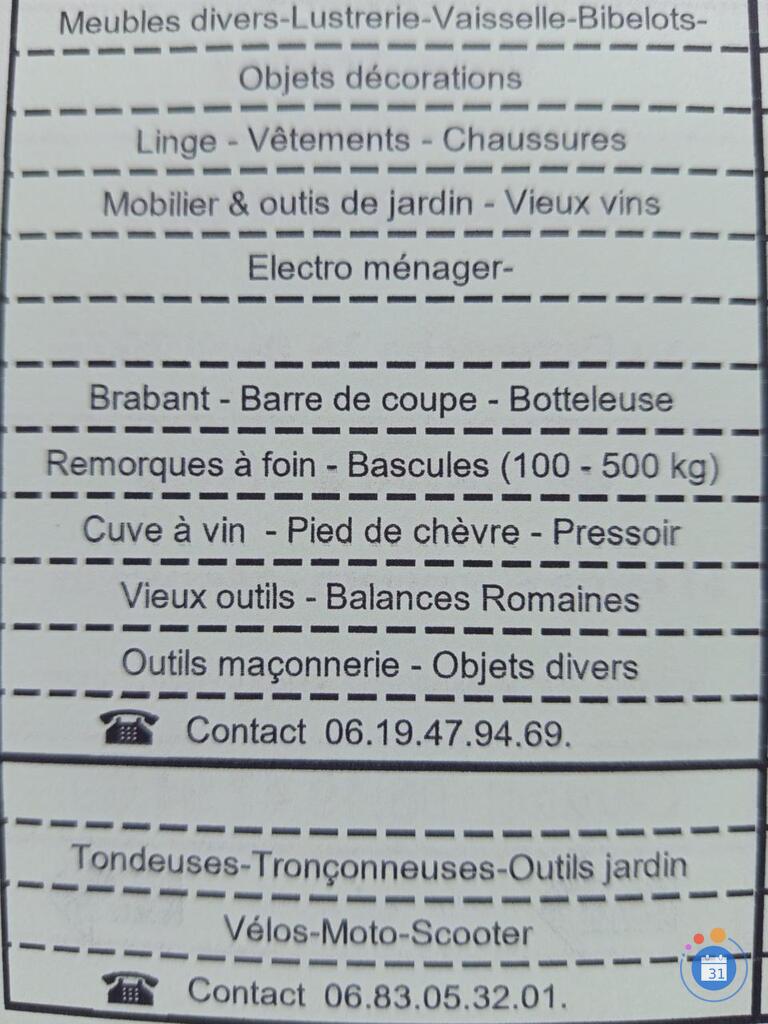 Meubles divers-Lustrerie-Vaisselle-Bibelots-
Objets décorations
Linge - Vêtements - Chaussures
Mobilier & outis de jardin - Vieux vins
Electro ménager-
Brabant - Barre de coupe - Botteleuse
Remorques à foin - Bascules (100 - 500 kg)
Cuve à vin - Pied de chèvre - Pressoir
Vieux outils - Balances Romaines
Outils maçonnerie - Objets divers
Contact 06.19.47.94.69.
Tondeuses-Tronçonneuses-Outils jardin
Vélos-Moto-Scooter
Contact 06.83.05.32.01.
31